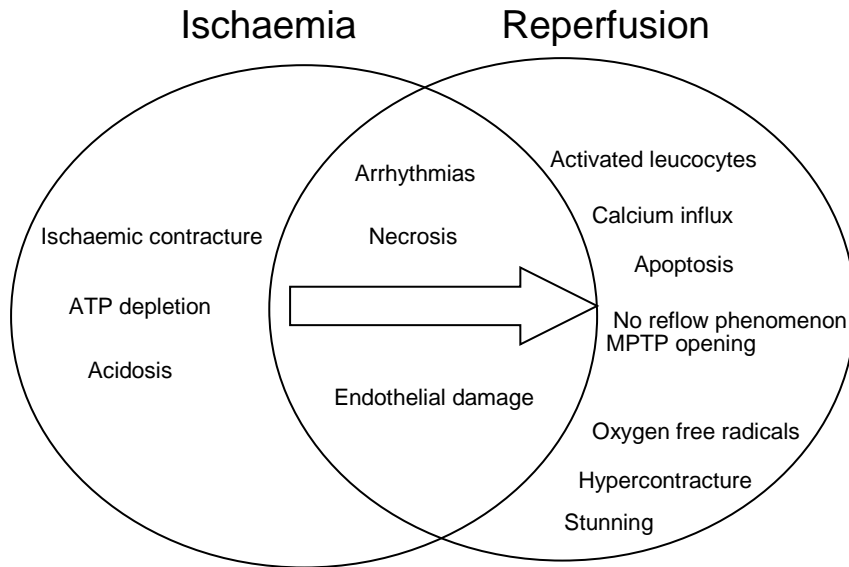 Ischaemia
Reperfusion
Arrhythmias
Activated leucocytes
Calcium influx
Ischaemic contracture
Necrosis
Apoptosis
ATP depletion
No reflow phenomenon
MPTP opening
Acidosis
Endothelial damage
Oxygen free radicals
Hypercontracture
Stunning